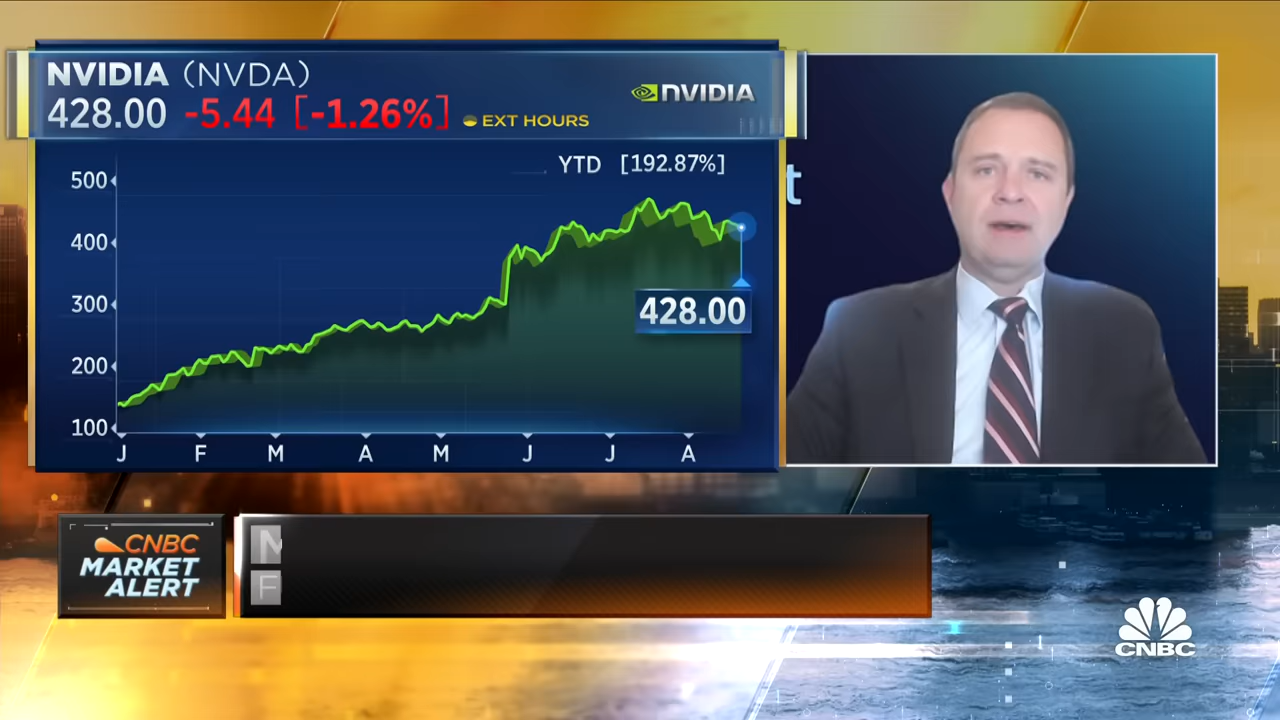 NVIDIA (NVDA)
428.00 -5.44 [-1.26%] EXT HOURS
NVIDIA
YTD [192.87%]
500
400
300
200
100
428.00
J F M A M J J A
t
CNBC
MARKET
ALERT
M
F
CNBC